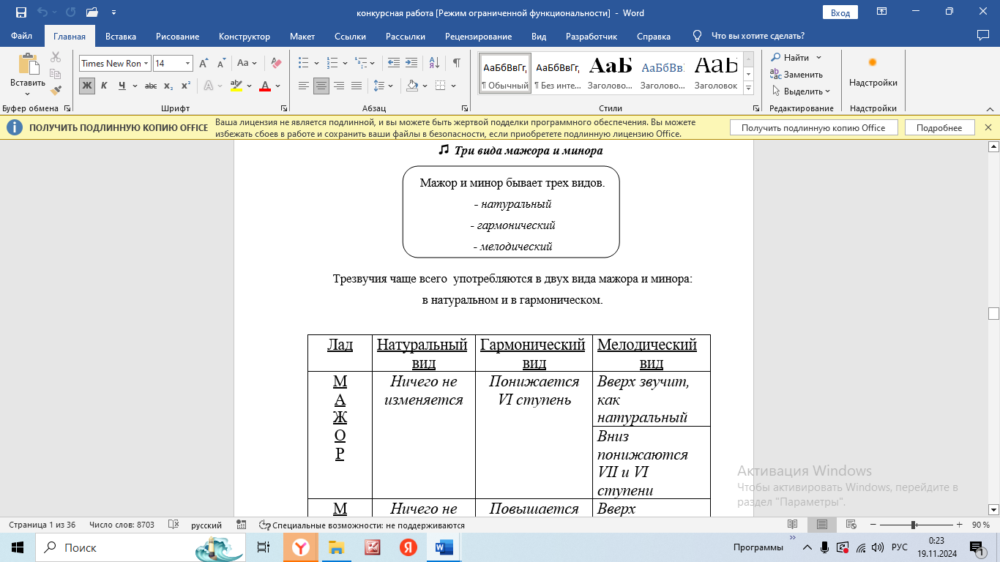 конкурсная работа [Режим ограниченной функциональности] - Word
Вход
Файл Главная Вставка Рисование Конструктор Макет Ссылки Рассылки Рецензирование Вид Разработчик Справка Что вы хотите сделать?
Times New Ron 14
Вставить
Ж К Ч abc x₂ x²
АаБбВвГг, АаБбВвГг, АаБ АаБбВв АаБ
¶ Обычный ¶ Без инте... Заголово... Заголово... Заголовок
Найти
Заменить
Выделить
Надстройки
Буфер обмена Шрифт Абзац Стили Редактирование Надстройки
ПОЛУЧИТЬ ПОДЛИННУЮ КОПИЮ OFFICE
Ваша лицензия не является подлинной, и вы можете быть жертвой подделки программного обеспечения. Вы можете
избежать сбоев в работе и сохранить ваши файлы в безопасности, если приобретете подлинную лицензию Office.
Получить подлинную копию Office
Подробнее
Три вида мажора и минора
Мажор и минор бывает трех видов.
- натуральный
- гармонический
- мелодический
Трезвучия чаще всего употребляются в двух вида мажора и минора:
в натуральном и в гармоническом.
Лад
Натуральный
вид
Гармонический
вид
Мелодический
вид
М
А
Ж
О
Р
Ничего не
изменяется
Понижается
VI ступень
Вверх звучит,
как
натуральный
Вниз
понижаются
VII и VI
ступени
М
Ничего не
Повышается
Вверх
Активация Windows
Чтобы активировать Windows, перейдите в
раздел "Параметры".
Страница 1 из 36 Число слов: 8703 русский Специальные возможности: не поддерживаются 90 %
Поиск
Программы
РУС
0:23
19.11.2024